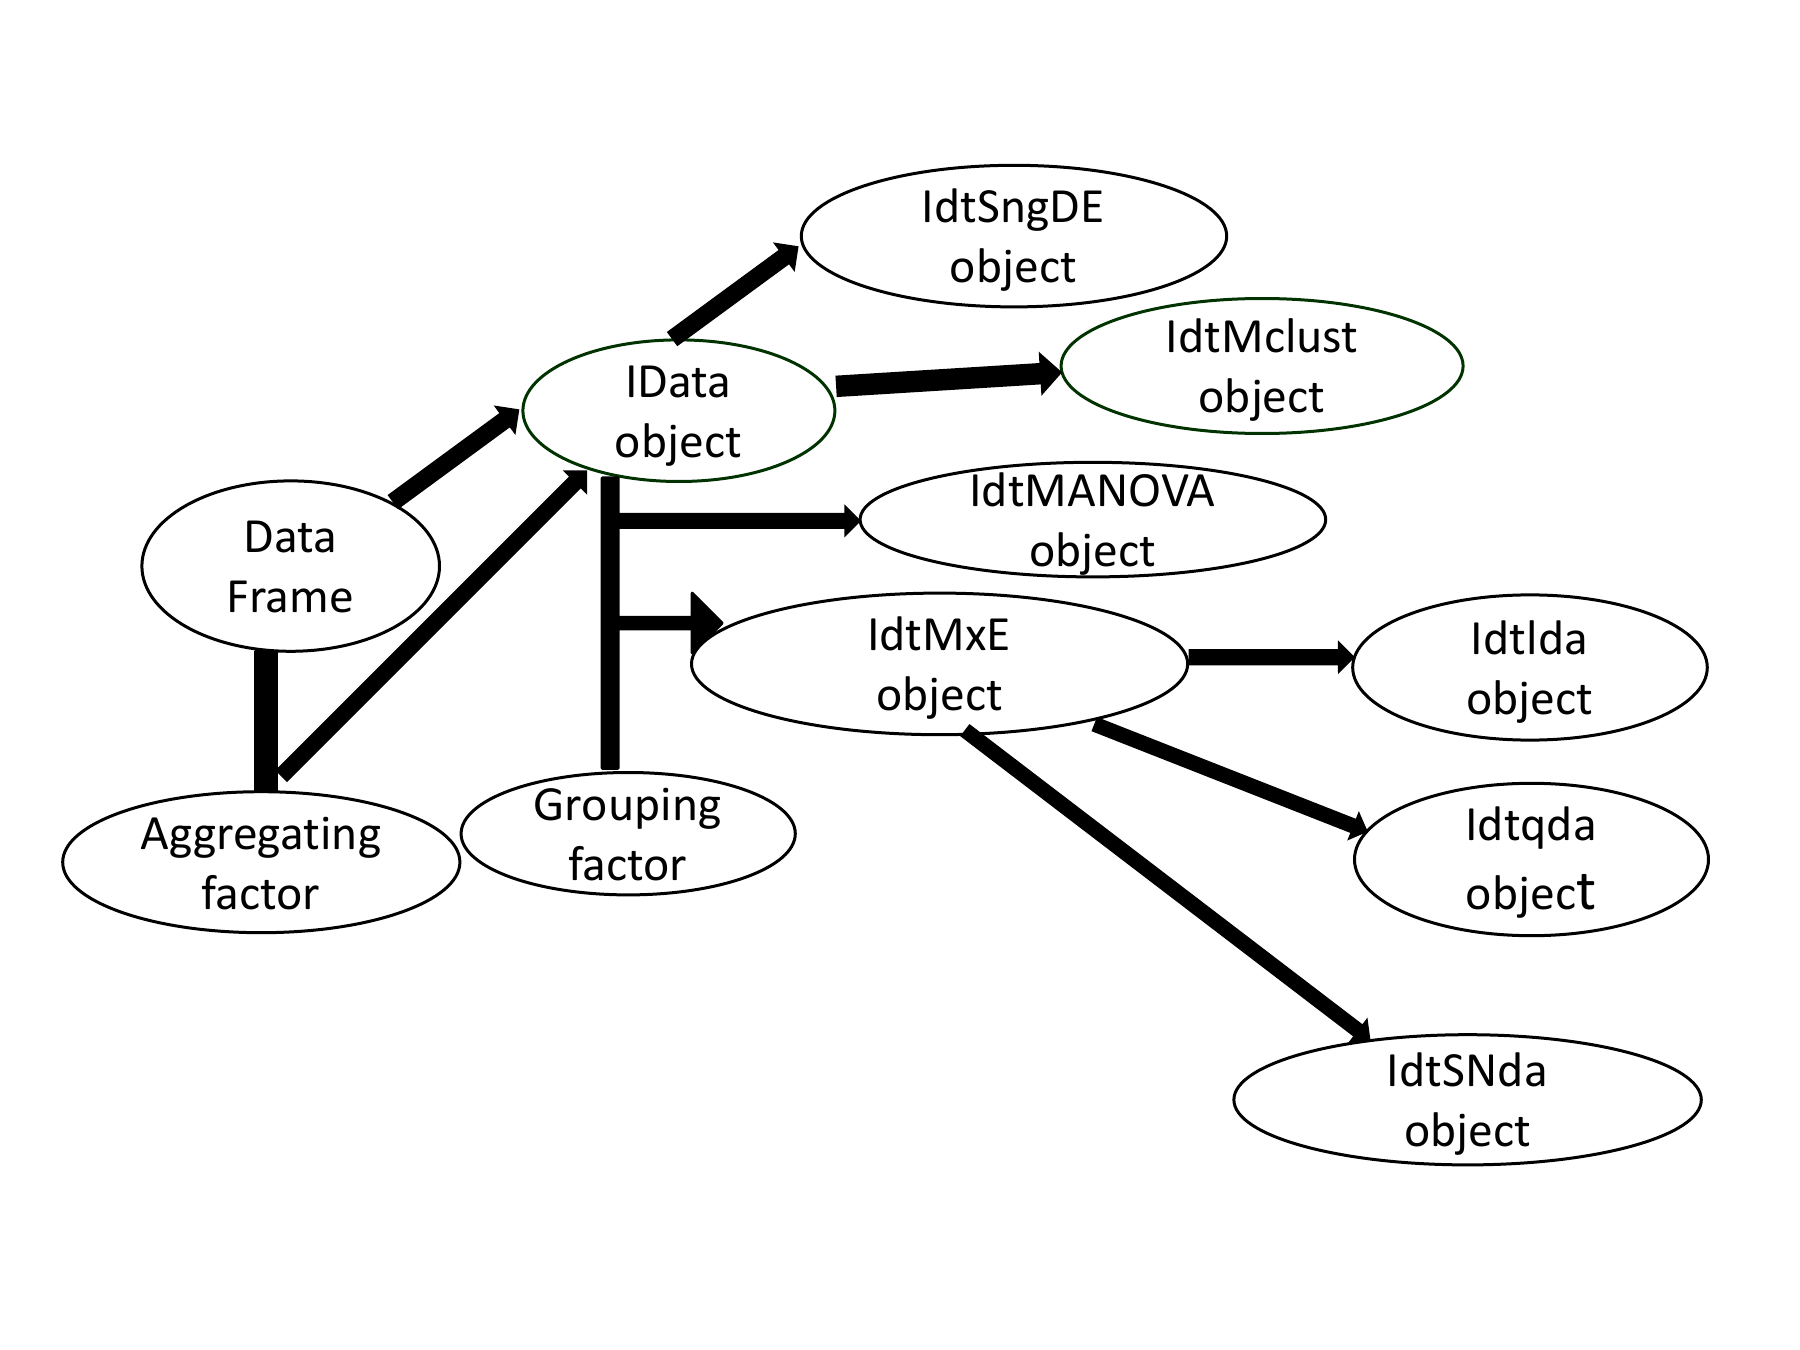 IdtSngDE
object
IdtMclust
object
IData
object
IdtMANOVA
object
Data
Frame
IdtMxE
object
Idtlda
object
Aggregating
factor
Grouping
factor
Idtqda
object
IdtSNda
object